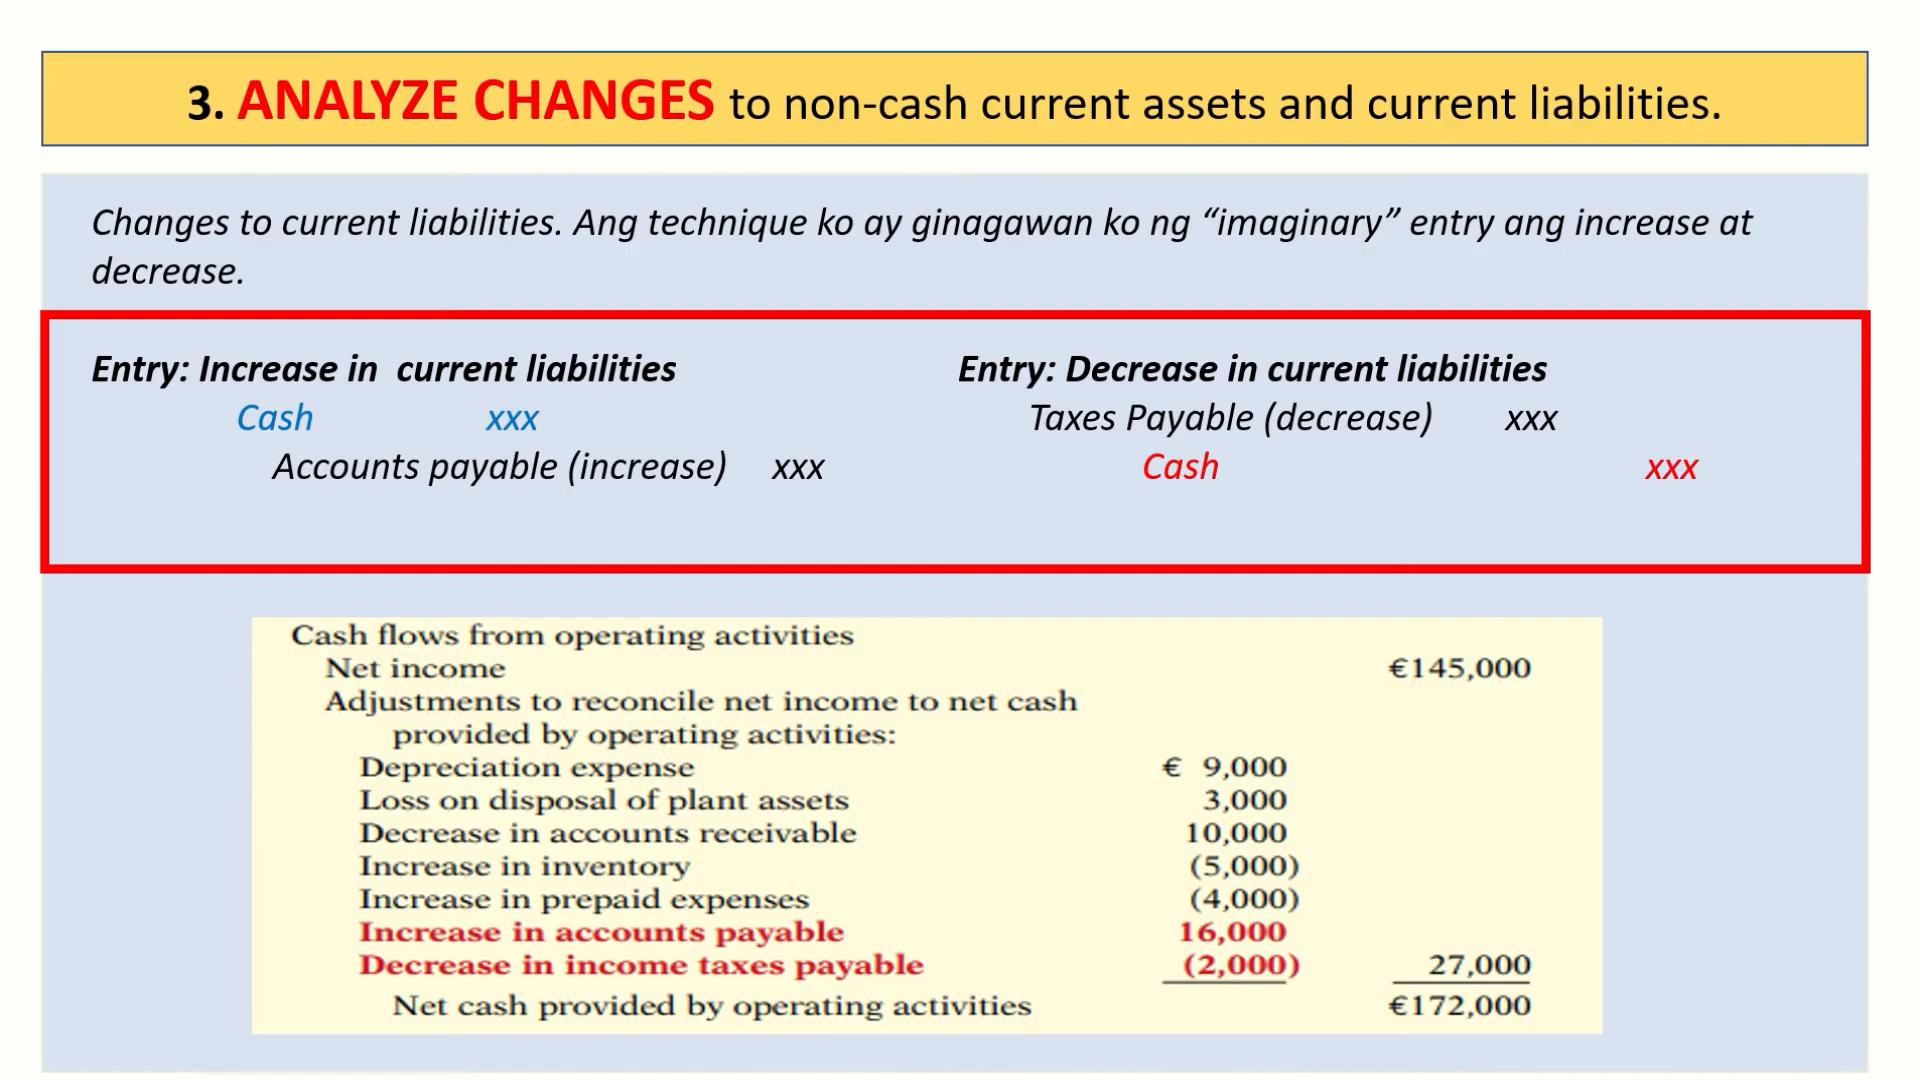 3. ANALYZE CHANGES to non-cash current assets and current liabilities.
Changes to current liabilities. Ang technique ko ay ginagawan ko ng “imaginary” entry ang increase at
decrease.
Entry: Increase in current liabilities
Cash xxx
Accounts payable (increase) xxx
Entry: Decrease in current liabilities
Taxes Payable (decrease) xxx
Cash xxx
Cash flows from operating activities
Net income €145,000
Adjustments to reconcile net income to net cash
provided by operating activities:
Depreciation expense € 9,000
Loss on disposal of plant assets 3,000
Decrease in accounts receivable 10,000
Increase in inventory (5,000)
Increase in prepaid expenses (4,000)
Increase in accounts payable 16,000
Decrease in income taxes payable (2,000) 27,000
Net cash provided by operating activities €172,000